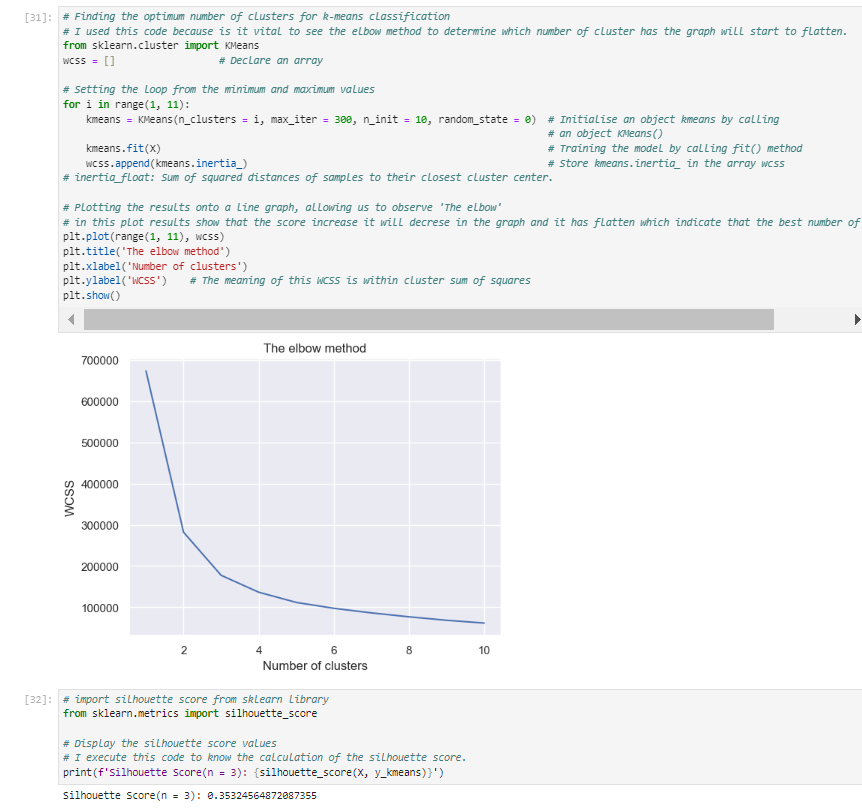 [31]: # Finding the optimum number of clusters for k-means classification
# I used this code because is it vital to see the elbow method to determine which number of cluster has the graph will start to flatten.
from sklearn.cluster import KMeans
wcss = [] # Declare an array
# Setting the loop from the minimum and maximum values
for i in range(1, 11):
kmeans = KMeans(n_clusters = i, max_iter = 300, n_init = 10, random_state = 0) # Initialise an object kmeans by calling
# an object KMeans()
kmeans.fit(X) # Training the model by calling fit() method
wcss.append(kmeans.inertia_) # Store kmeans.inertia_ in the array wcss
# inertia_float: Sum of squared distances of samples to their closest cluster center.
# Plotting the results onto a line graph, allowing us to observe 'The elbow'
# in this plot results show that the score increase it will decrese in the graph and it has flatten which indicate that the best number of
plt.plot(range(1, 11), wcss)
plt.title('The elbow method')
plt.xlabel('Number of clusters')
plt.ylabel('WCSS') # The meaning of this WCSS is within cluster sum of squares
plt.show()
The elbow method
700000
600000
500000
400000
300000
200000
100000
WCSS
2 4 6 8 10
Number of clusters
[32]: # import silhouette score from sklearn library
from sklearn.metrics import silhouette_score
# Display the silhouette score values
# I execute this code to know the calculation of the silhouette score.
print(f'Silhouette Score(n = 3): {silhouette_score(X, y_kmeans)}')
Silhouette Score(n = 3): 0.35324564872087355